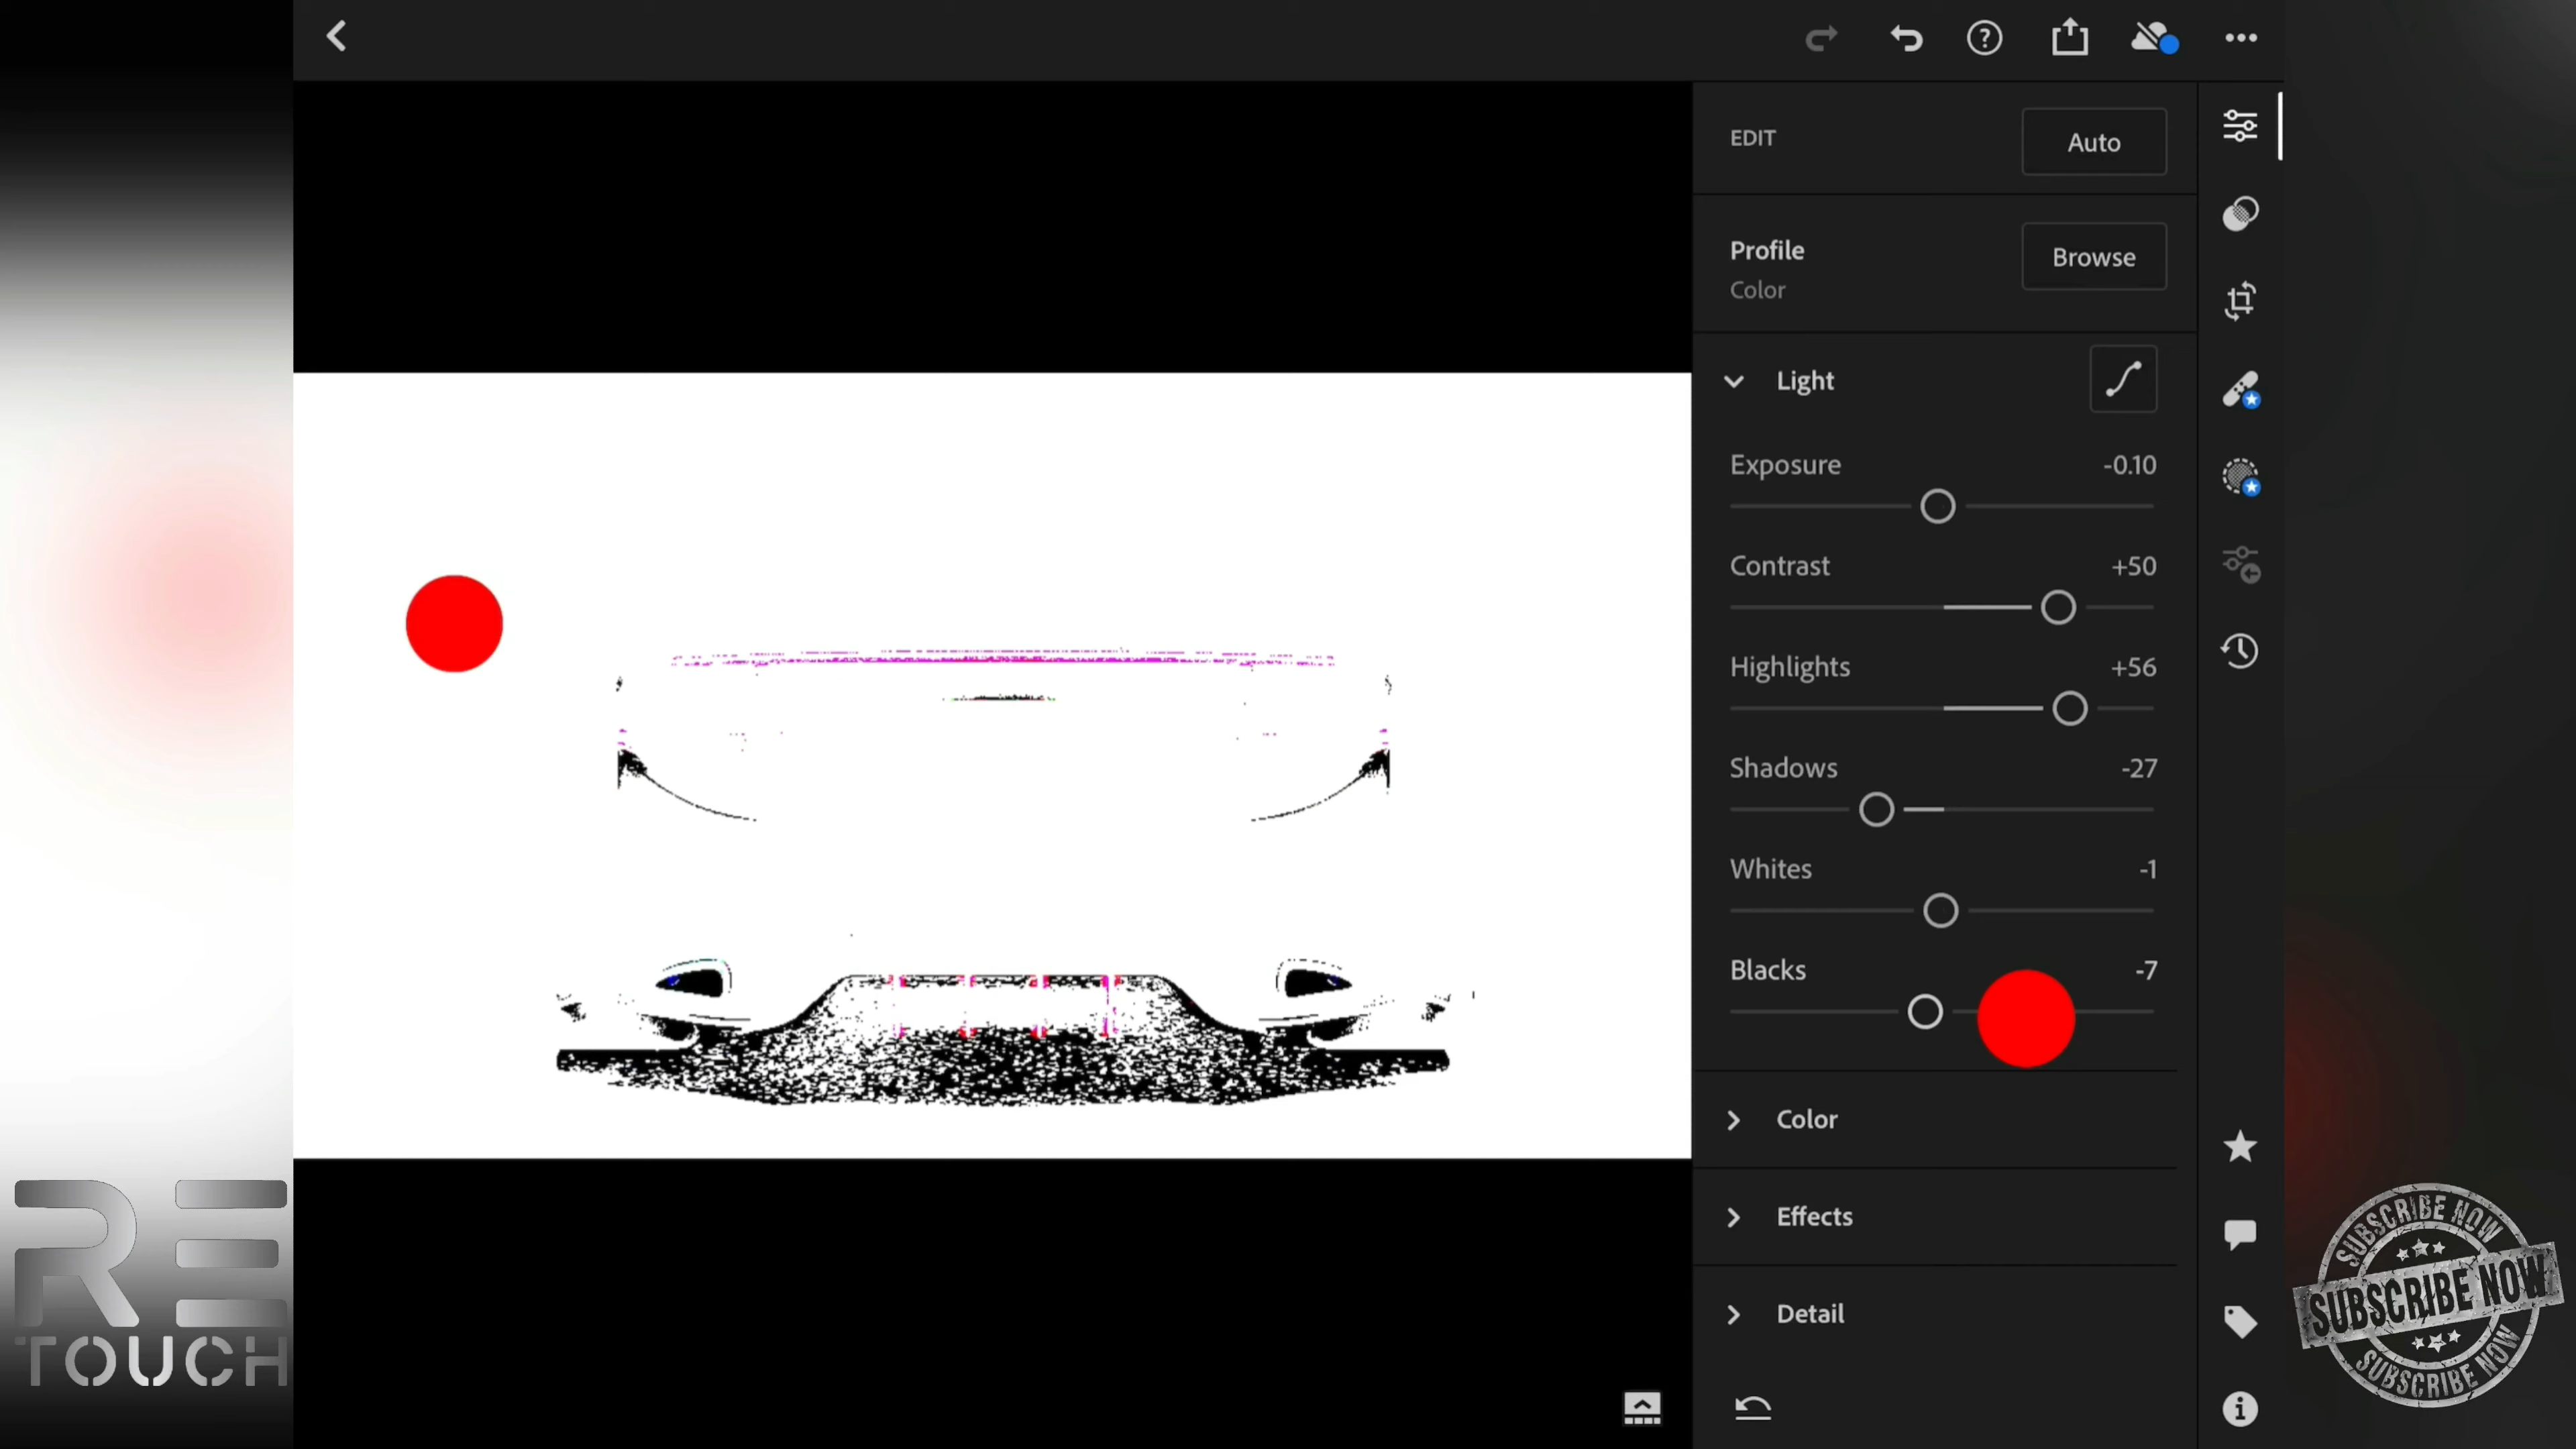 EDIT
Auto
Profile
Browse
Color
Light
Exposure
-0.10
Contrast
+50
Highlights
+56
Shadows
-27
Whites
-1
Blacks
-7
Color
Effects
Detail
RE
TOUCH
SUBSCRIBE NOW
SUBSCRIBE NOW
SUBSCRIBE NOW